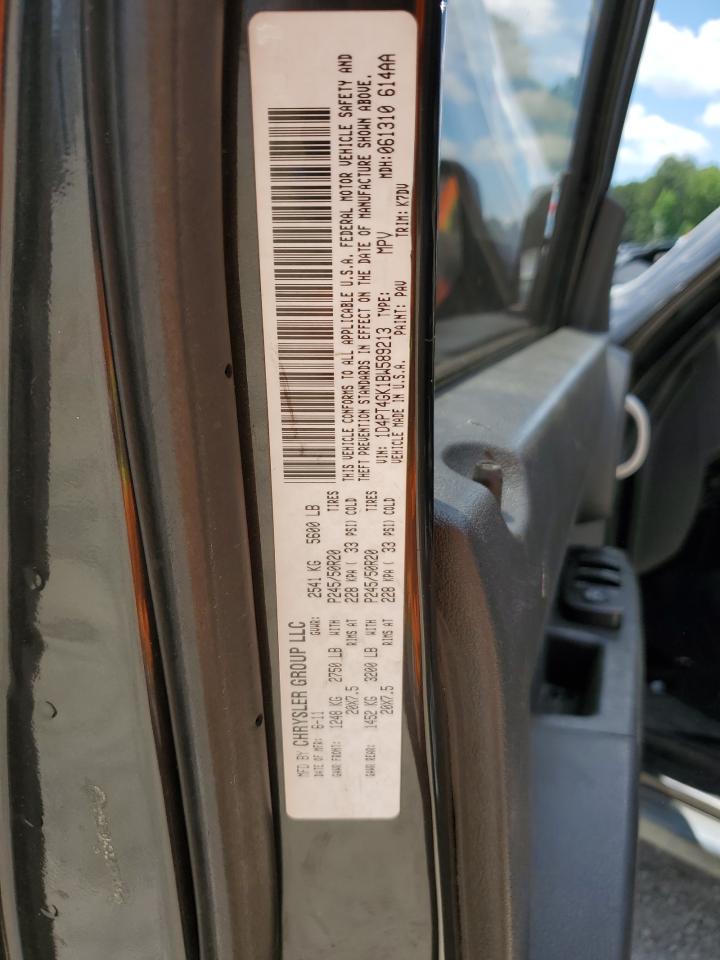 MFD BY CHRYSLER GROUP LLC
DATE OF MFR: 6-11 GVWR: 2541 KG 5600 LB
GAWR FRONT: 1248 KG 2750 LB WITH P245/50R20 TIRES
20X7.5 RIMS AT 228 KPA ( 33 PSI) COLD
GAWR REAR: 1452 KG 3200 LB WITH P245/50R20 TIRES
20X7.5 RIMS AT 228 KPA ( 33 PSI) COLD
THIS VEHICLE CONFORMS TO ALL APPLICABLE U.S.A. FEDERAL MOTOR VEHICLE SAFETY AND
THEFT PREVENTION STANDARDS IN EFFECT ON THE DATE OF MANUFACTURE SHOWN ABOVE.
VIN: 1D4PT4GK1BW589213 TYPE: MPV MDH: 061310 614AA
VEHICLE MADE IN U.S.A. PAINT: PAV TRIM: K7DV